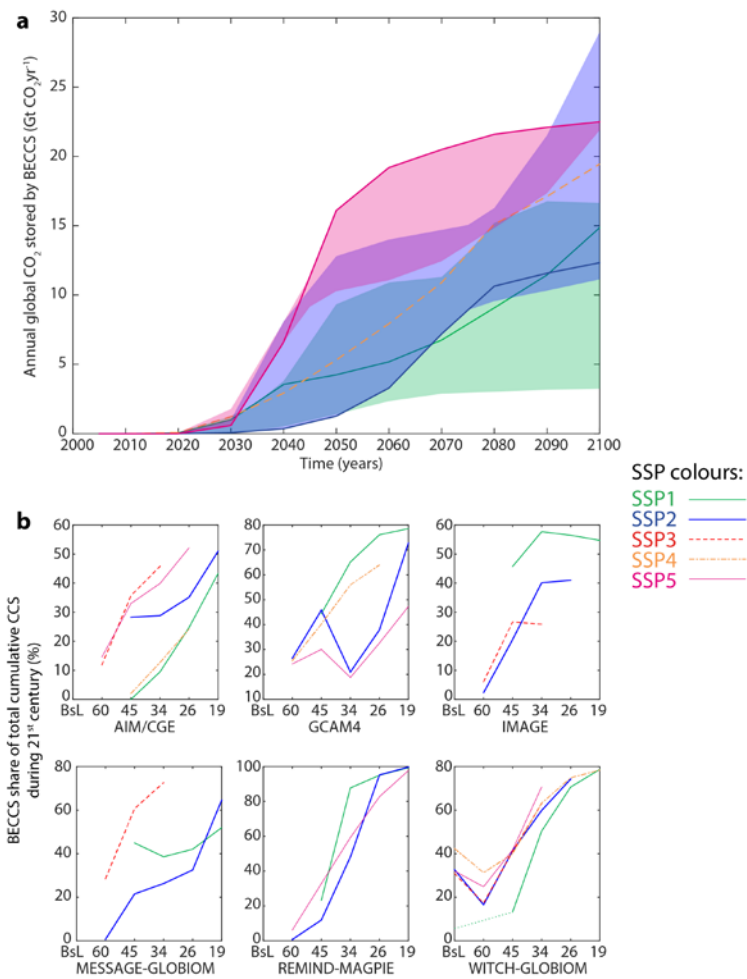 a
Annual global CO₂ stored by BECCS (Gt CO₂yr⁻¹)
30
25
20
15
10
5
0
2000 2010 2020 2030 2040 2050 2060 2070 2080 2090 2100
Time (years)
SSP colours:
SSP1
SSP2
SSP3
SSP4
SSP5
b
BECCS share of total cumulative CCS
during 21st century (%)
60
50
40
30
20
10
0
BsL 60 45 34 26 19
AIM/CGE
80
70
60
50
40
30
20
10
BsL 60 45 34 26 19
GCAM4
60
50
40
30
20
10
0
BsL 60 45 34 26 19
IMAGE
80
60
40
20
0
BsL 60 45 34 26 19
MESSAGE-GLOBIOM
100
80
60
40
20
0
BsL 60 45 34 26 19
REMIND-MAGPIE
80
60
40
20
0
BsL 60 45 34 26 19
WITCH-GLOBIOM